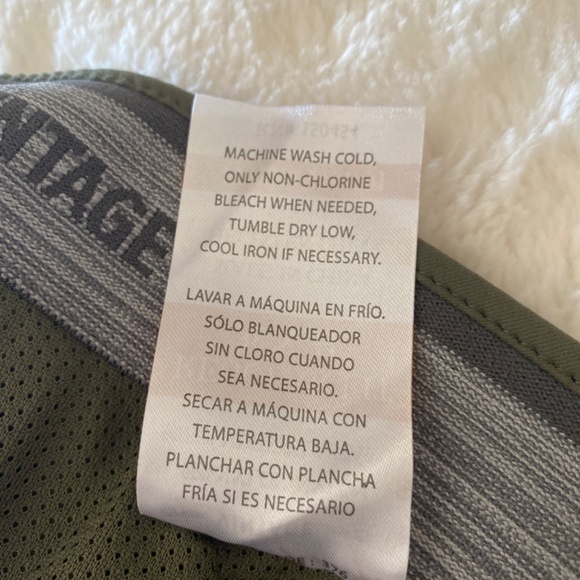 NTAGE
MACHINE WASH COLD,
ONLY NON-CHLORINE
BLEACH WHEN NEEDED,
TUMBLE DRY LOW,
COOL IRON IF NECESSARY.
LAVAR A MÁQUINA EN FRÍO.
SÓLO BLANQUEADOR
SIN CLORO CUANDO
SEA NECESARIO.
SECAR A MÁQUINA CON
TEMPERATURA BAJA.
PLANCHAR CON PLANCHA
FRÍA SI ES NECESARIO